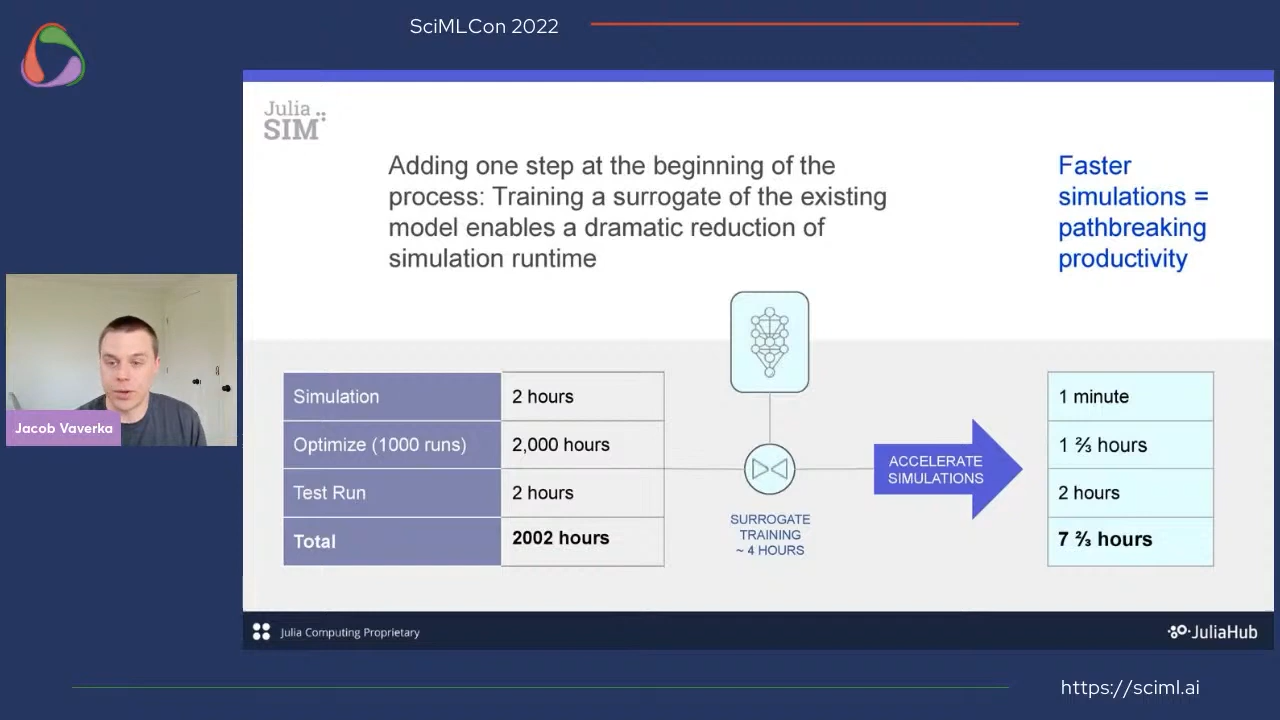 SciMLCon 2022
Julia
SIM
Adding one step at the beginning of the
process: Training a surrogate of the existing
model enables a dramatic reduction of
simulation runtime
Faster
simulations =
pathbreaking
productivity
Simulation 2 hours
Optimize (1000 runs) 2,000 hours
Test Run 2 hours
Total 2002 hours
SURROGATE
TRAINING
~ 4 HOURS
ACCELERATE
SIMULATIONS
1 minute
1 ⅔ hours
2 hours
7 ⅔ hours
Jacob Vaverka
Julia Computing Proprietary
JuliaHub
https://sciml.ai